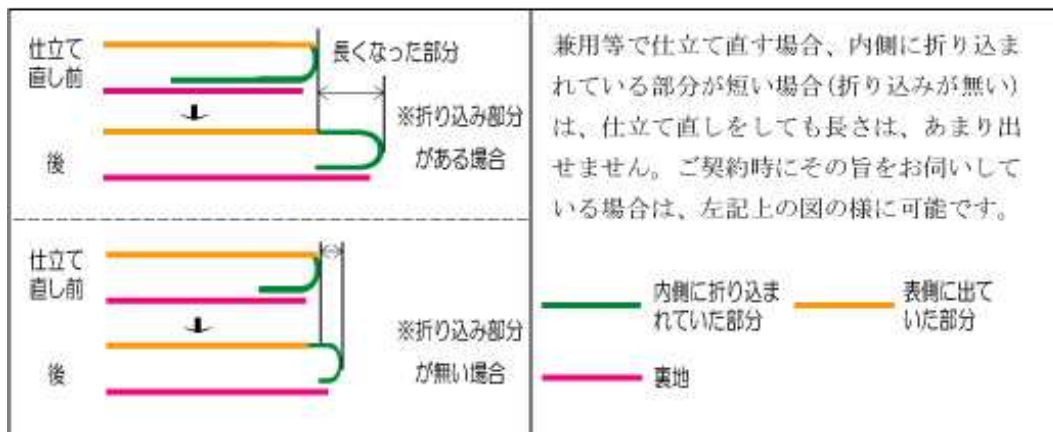 仕立て
直し前
長くなった部分
※折り込み部分
がある場合
後
仕立て
直し前
※折り込み部分
が無い場合
後
兼用等で仕立て直す場合、内側に折り込ま
れている部分が短い場合(折り込みが無い)
は、仕立て直しをしても長さは、あまり出
せません。ご契約時にその旨をお伺いして
いる場合は、左記上の図の様に可能です。
内側に折り込ま
れていた部分
表側に出て
いた部分
裏地